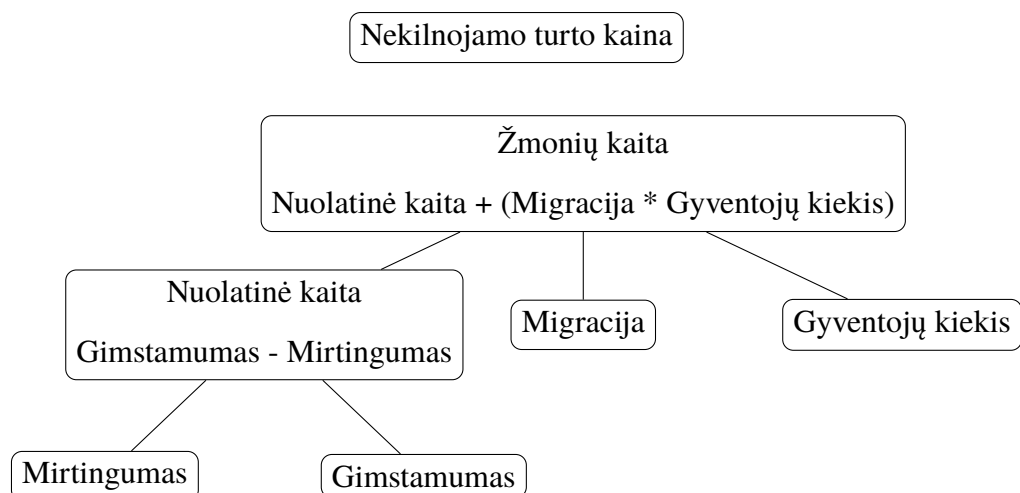 Nekilnojamo turto kaina
Žmonių kaita
Nuolatinė kaita + (Migracija * Gyventojų kiekis)
Nuolatinė kaita
Gimstamumas - Mirtingumas
Migracija
Gyventojų kiekis
Mirtingumas
Gimstamumas